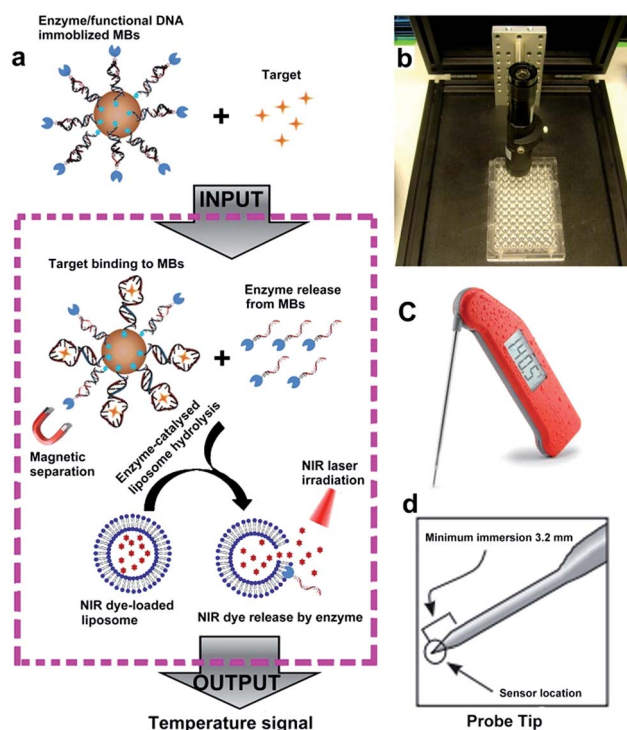 a
Enzyme/functional DNA
immoblized MBs
Target
INPUT
Target binding to MBs
Enzyme release
from MBs
Magnetic
separation
Enzyme-catalysed
liposome hydrolysis
NIR laser
irradiation
NIR dye-loaded
liposome
NIR dye release by enzyme
OUTPUT
Temperature signal
b
C
140.5
d
Minimum immersion 3.2 mm
Sensor location
Probe Tip